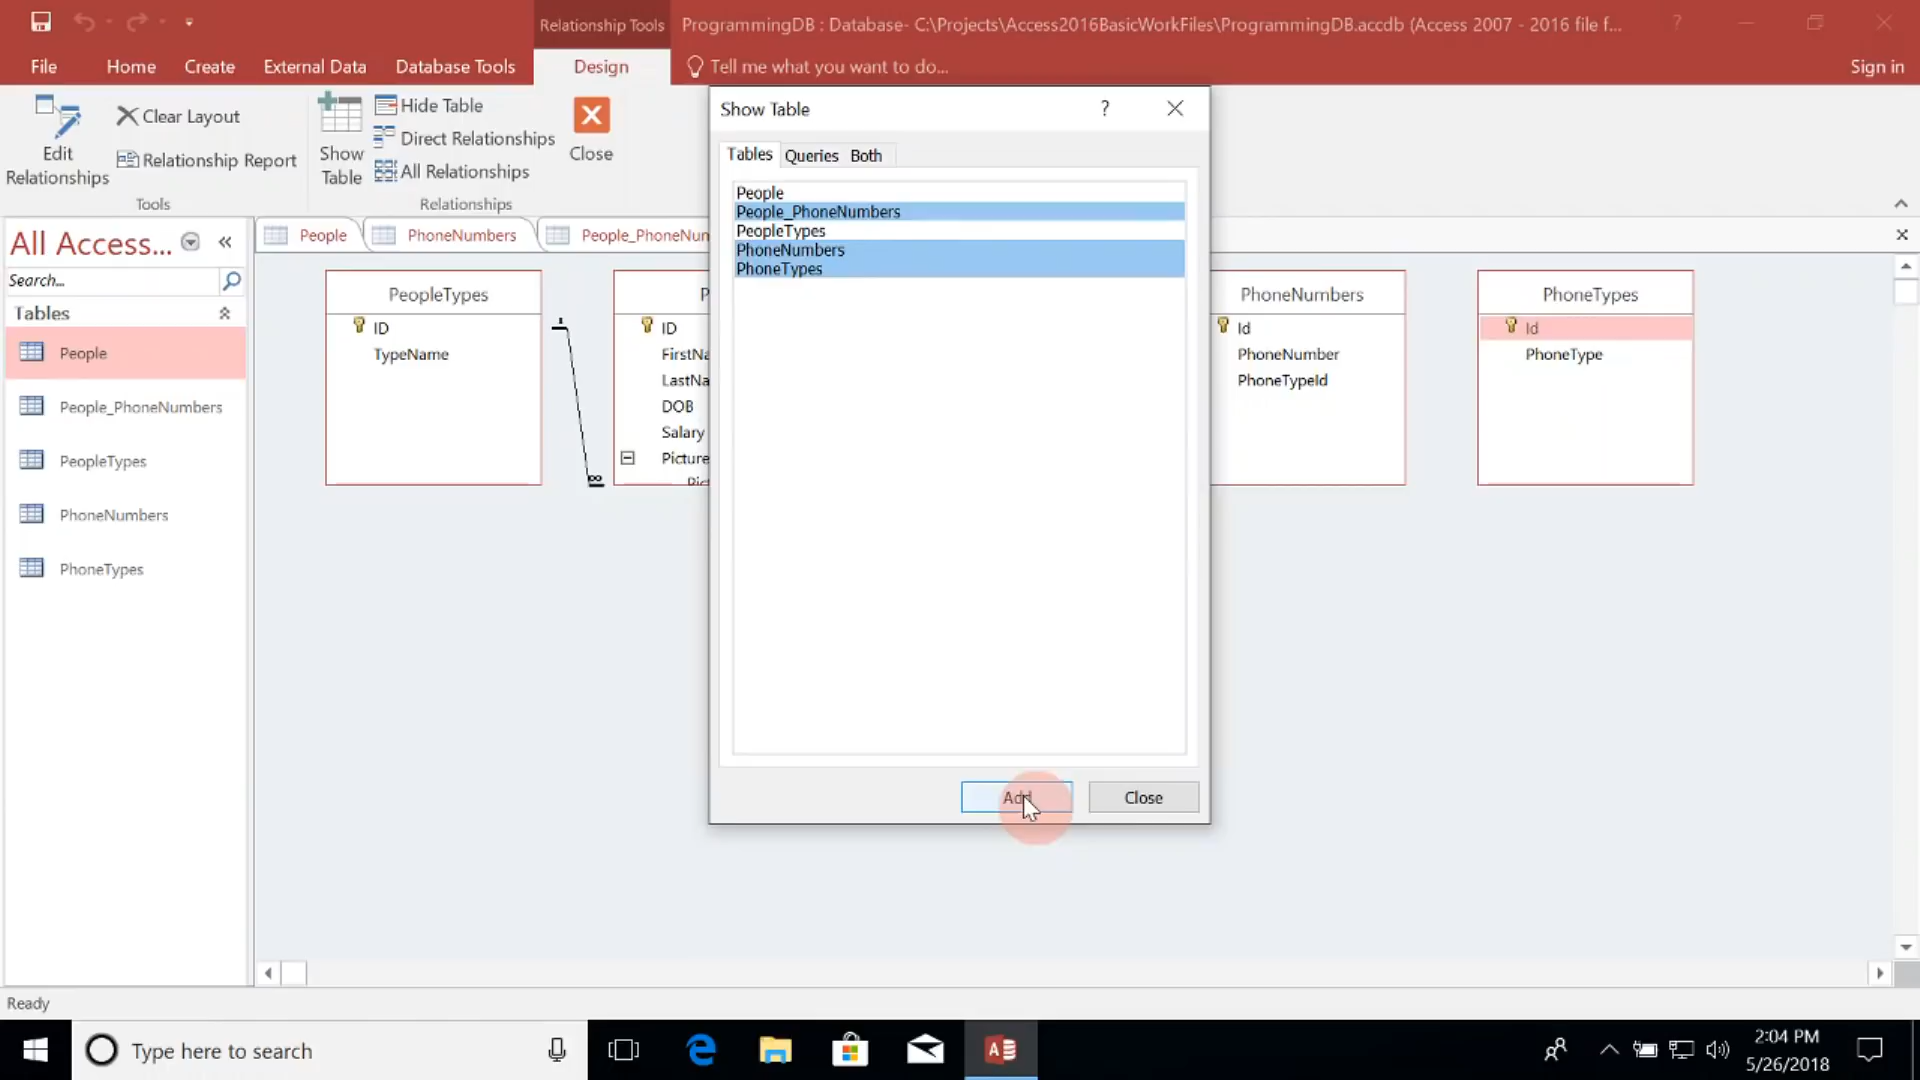 Relationship Tools
ProgrammingDB : Database- C:\Projects\Access2016BasicWorkFiles\ProgrammingDB.accdb (Access 2007 - 2016 file f...
?
File Home Create External Data Database Tools Design Tell me what you want to do...
Sign in
Edit Relationships
Clear Layout
Relationship Report
Tools
Show Table
Hide Table
Direct Relationships
All Relationships
Relationships
Close
All Access...
Search...
Tables
People
People_PhoneNumbers
PeopleTypes
PhoneNumbers
PhoneTypes
People
PhoneNumbers
People_PhoneNun
PeopleTypes
ID
TypeName
1
∞
P
ID
FirstNa
LastNa
DOB
Salary
Picture
Show Table
?
Tables Queries Both
People
People_PhoneNumbers
PeopleTypes
PhoneNumbers
PhoneTypes
Add
Close
PhoneNumbers
Id
PhoneNumber
PhoneTypeId
PhoneTypes
Id
PhoneType
Ready
Type here to search
2:04 PM
5/26/2018